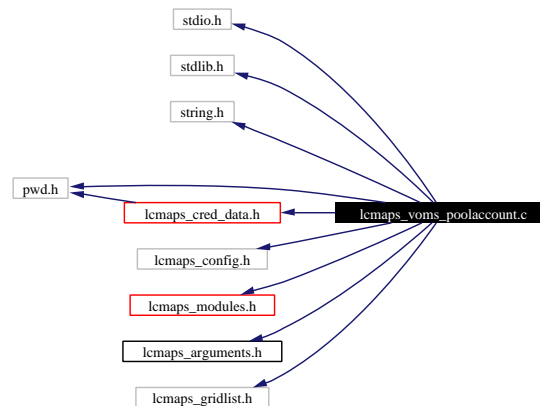 stdio.h
stdlib.h
string.h
pwd.h
lcmaps_cred_data.h
lcmaps_voms_poolaccount.c
lcmaps_config.h
lcmaps_modules.h
lcmaps_arguments.h
lcmaps_gridlist.h